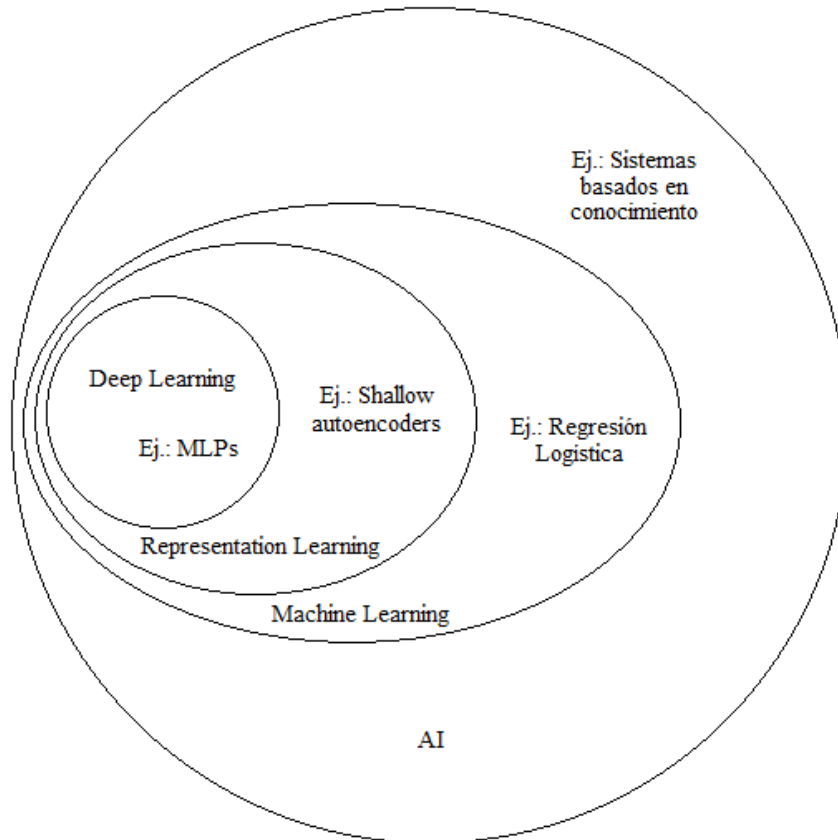 Ej.: Sistemas
basados en
conocimiento
Deep Learning
Ej.: MLPs
Ej.: Shallow
autoencoders
Ej.: Regresión
Logística
Representation Learning
Machine Learning
AI